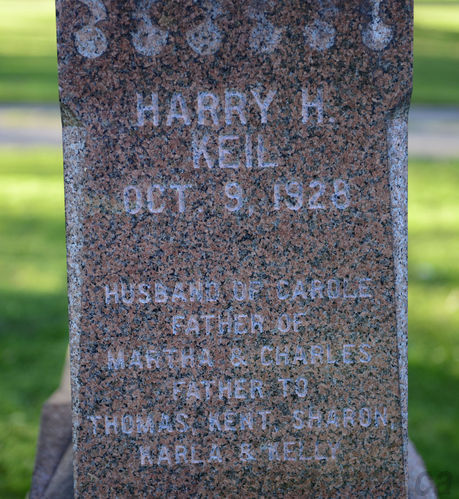 HARRY H.
KEIL
OCT. 9, 1928
HUSBAND OF CAROLE
FATHER OF
MARTHA & CHARLES
FATHER TO
THOMAS, KENT, SHARON,
KARLA & KELLY